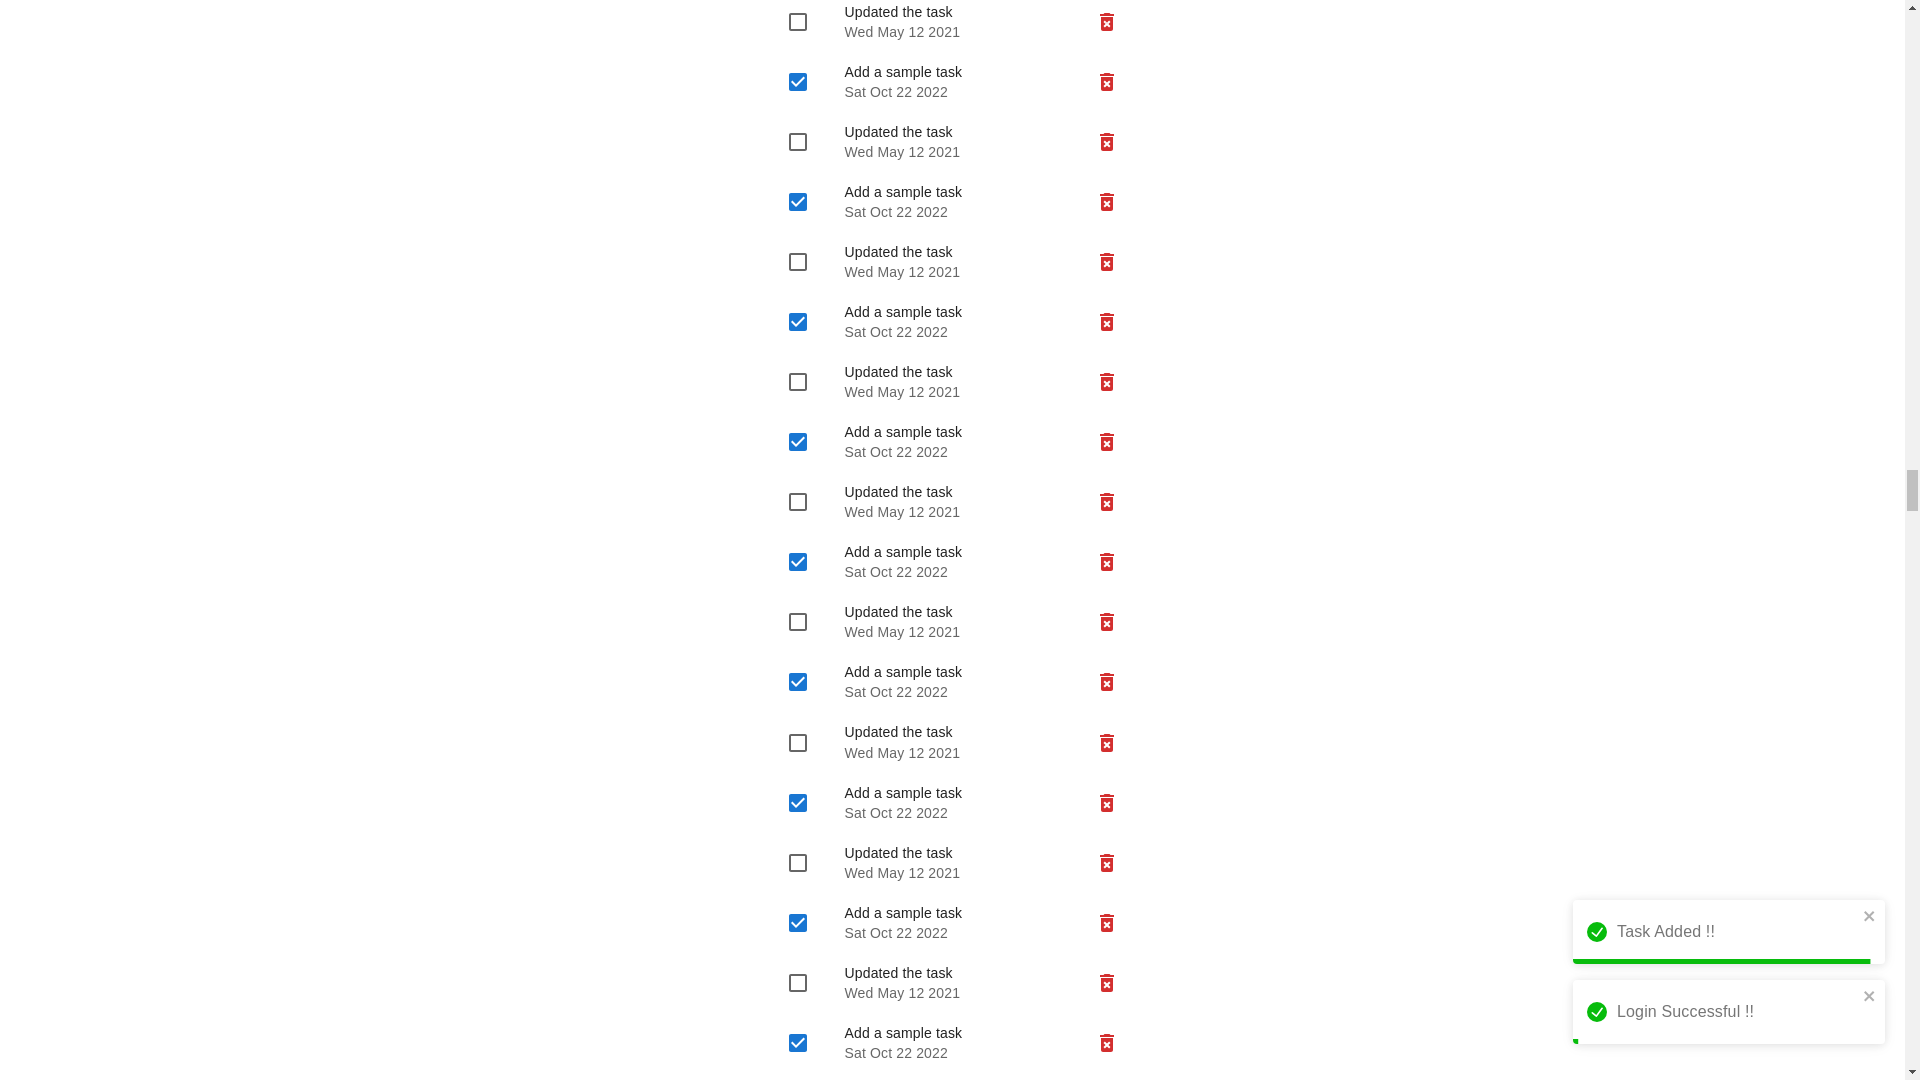 Updated the task
Wed May 12 2021
Add a sample task
Sat Oct 22 2022
Updated the task
Wed May 12 2021
Add a sample task
Sat Oct 22 2022
Updated the task
Wed May 12 2021
Add a sample task
Sat Oct 22 2022
Updated the task
Wed May 12 2021
Add a sample task
Sat Oct 22 2022
Updated the task
Wed May 12 2021
Add a sample task
Sat Oct 22 2022
Updated the task
Wed May 12 2021
Add a sample task
Sat Oct 22 2022
Updated the task
Wed May 12 2021
Add a sample task
Sat Oct 22 2022
Updated the task
Wed May 12 2021
Add a sample task
Sat Oct 22 2022
Updated the task
Wed May 12 2021
Add a sample task
Sat Oct 22 2022
Task Added !!
Login Successful !!